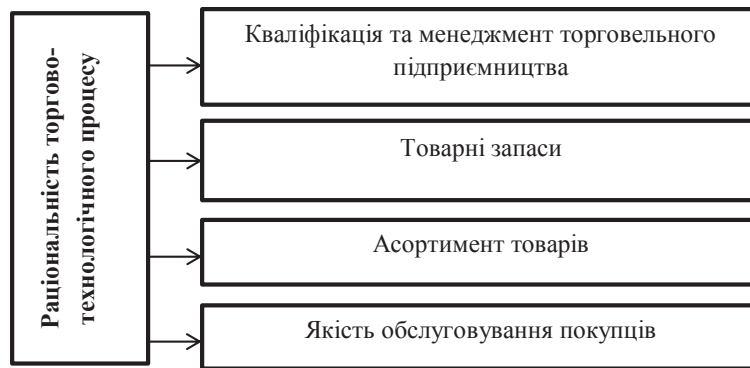 Раціональність торгово-
технологічного процесу
Кваліфікація та менеджмент торговельного
підприємництва
Товарні запаси
Асортимент товарів
Якість обслуговування покупців